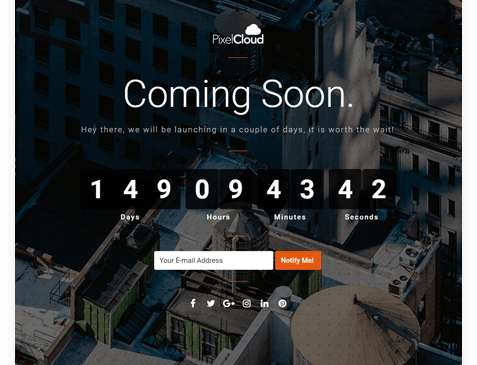 PixelCloud
Coming Soon.
Hey there, we will be launching in a couple of days, it is worth the wait!
149 09 43 42
Days Hours Minutes Seconds
Your E-mail Address Notify Me!
G+ in